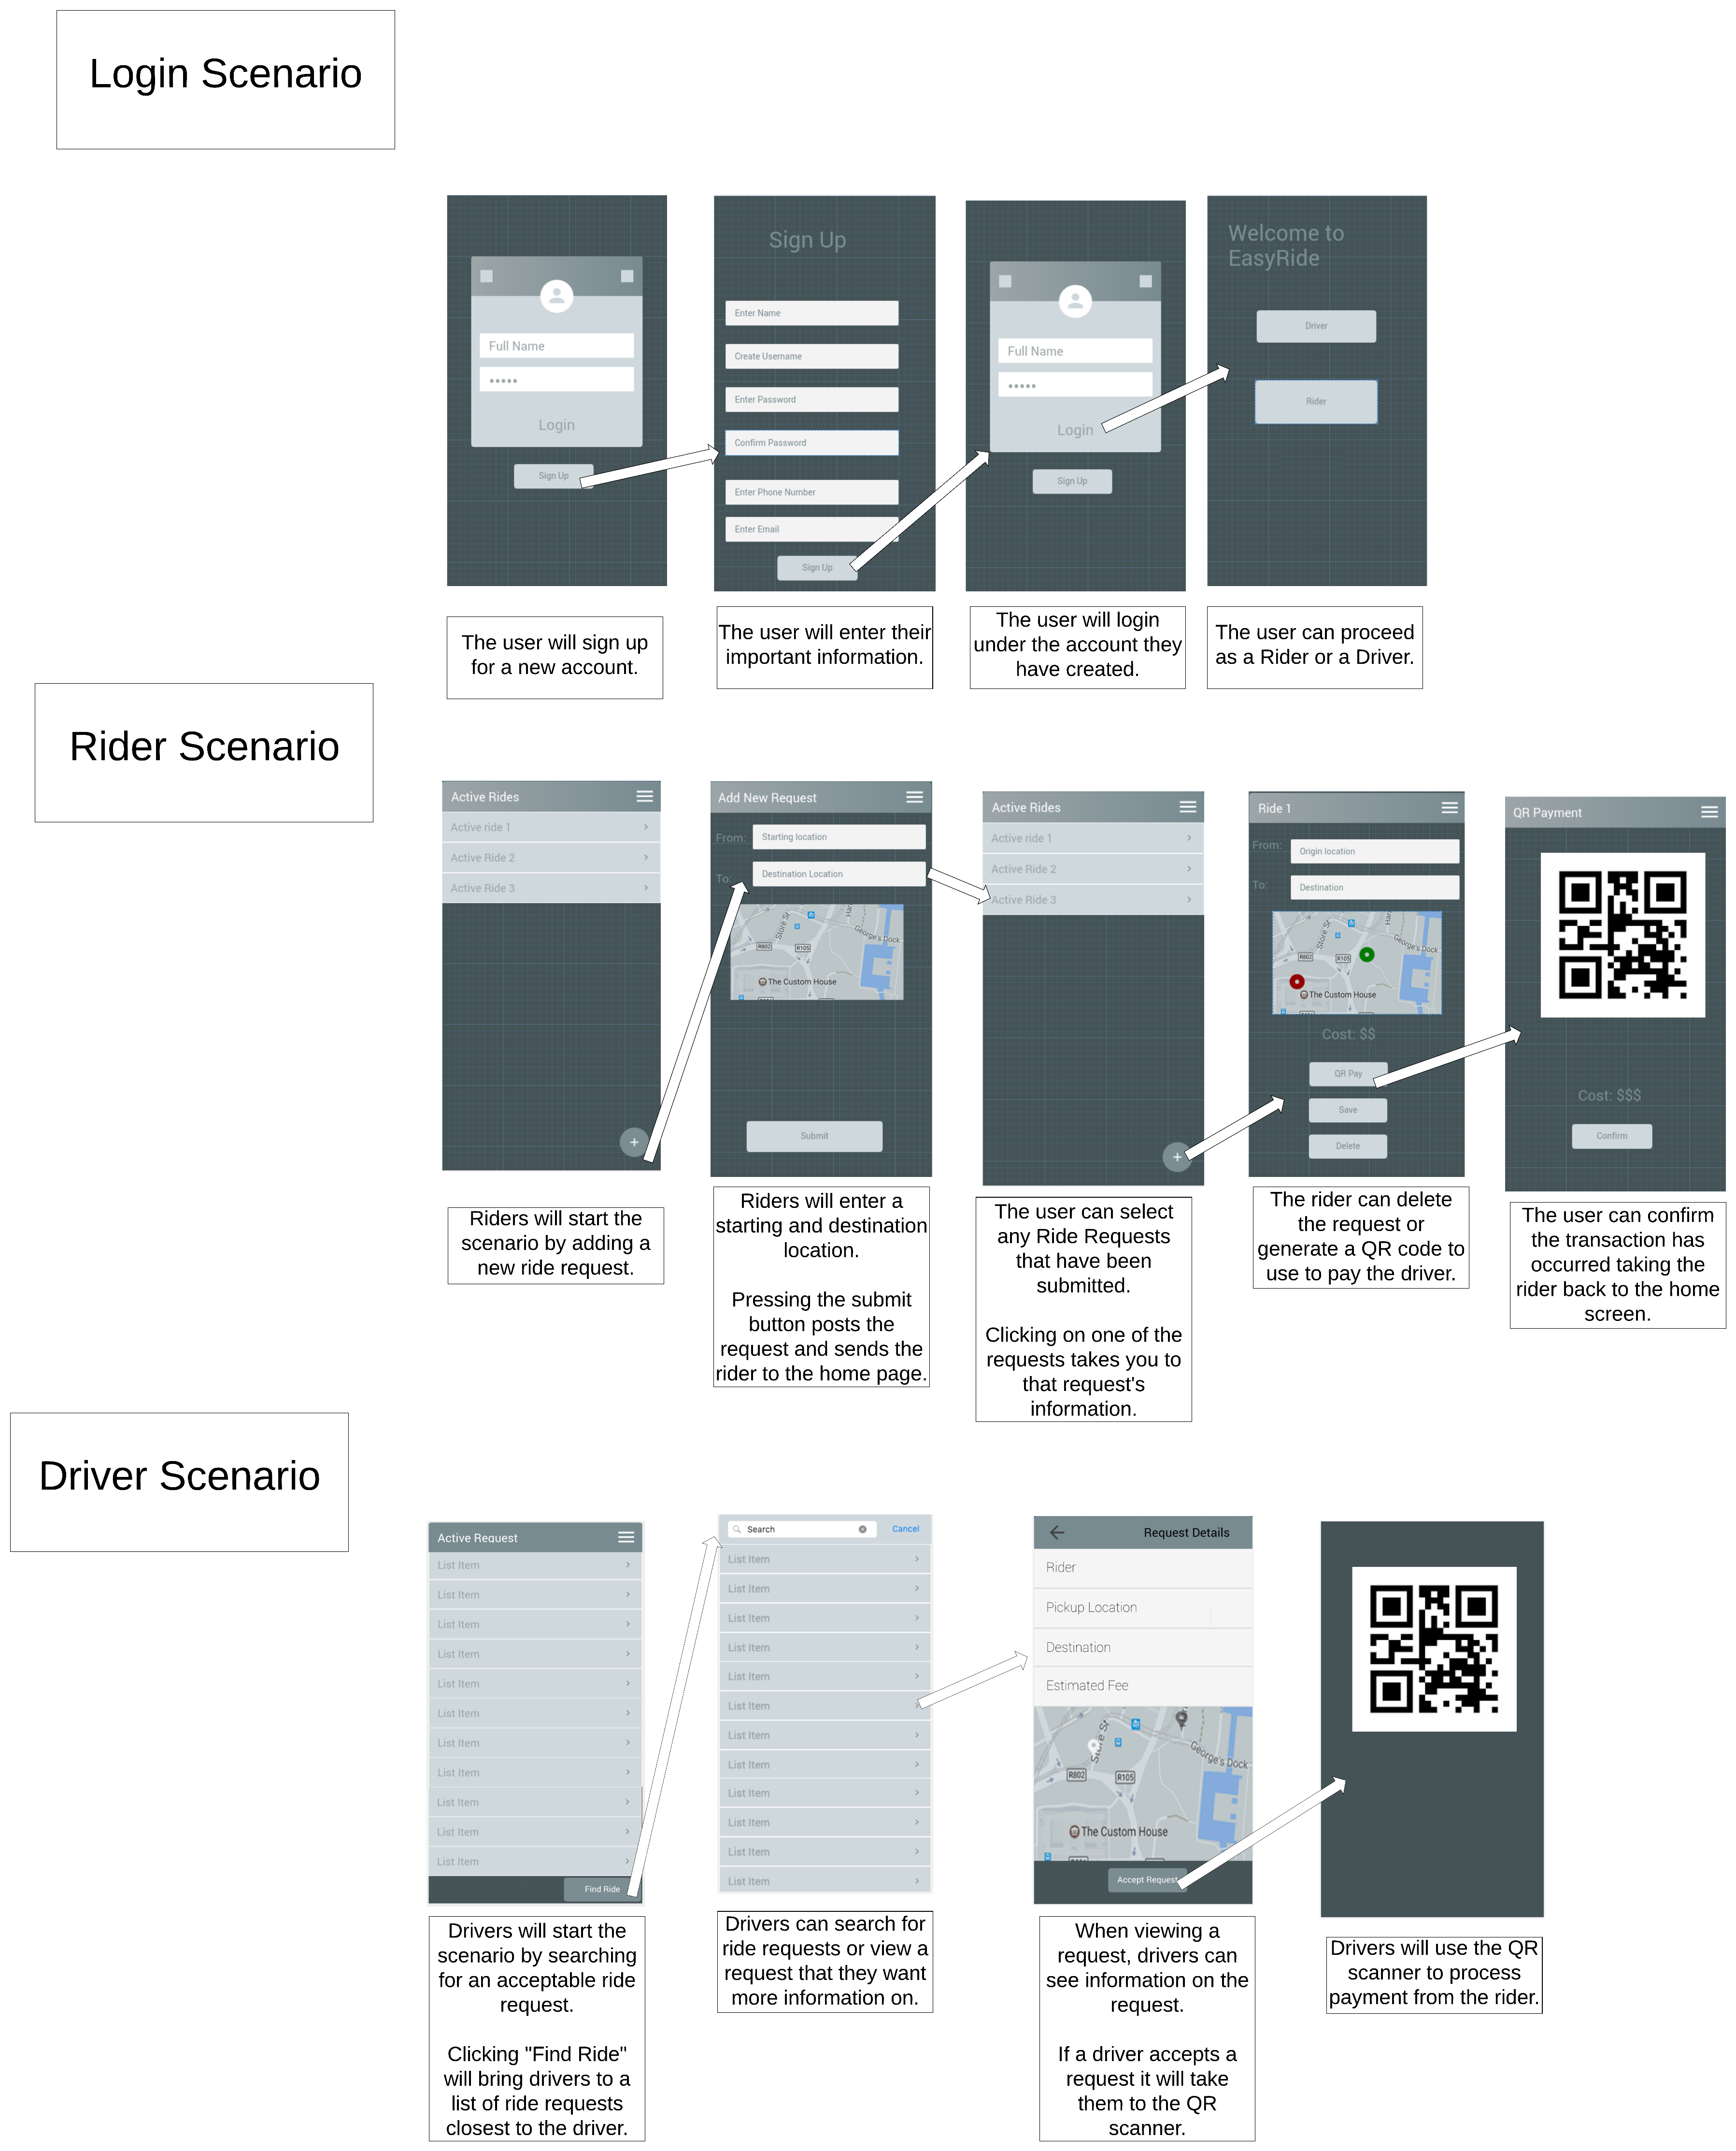 Login Scenario
Full Name
Login
Sign Up
Sign Up
Enter Name
Create Username
Enter Password
Confirm Password
Enter Phone Number
Enter Email
Sign Up
Full Name
Login
Sign Up
Welcome to
EasyRide
Driver
Rider
The user will sign up
for a new account.
The user will enter their
important information.
The user will login
under the account they
have created.
The user can proceed
as a Rider or a Driver.
Rider Scenario
Active Rides
Active ride 1
Active Ride 2
Active Ride 3
+
Add New Request
From:
Starting location
To:
Destination Location
Store St
R802
R105
George's Dock
The Custom House
Submit
Active Rides
Active ride 1
Active Ride 2
Active Ride 3
+
Ride 1
From:
Origin location
To:
Destination
Store St
R802
R105
George's Dock
The Custom House
Cost: $$
QR Pay
Save
Delete
QR Payment
Cost: $$$
Confirm
Riders will start the
scenario by adding a
new ride request.
Riders will enter a
starting and destination
location.
Pressing the submit
button posts the
request and sends the
rider to the home page.
The user can select
any Ride Requests
that have been
submitted.
Clicking on one of the
requests takes you to
that request's
information.
The rider can delete
the request or
generate a QR code to
use to pay the driver.
The user can confirm
the transaction has
occurred taking the
rider back to the home
screen.
Driver Scenario
Active Request
List Item
List Item
List Item
List Item
List Item
List Item
List Item
List Item
List Item
List Item
List Item
Find Ride
Search
Cancel
List Item
List Item
List Item
List Item
List Item
List Item
List Item
List Item
List Item
List Item
List Item
List Item
Request Details
Rider
Pickup Location
Destination
Estimated Fee
Store St
R802
R105
George's Dock
The Custom House
Accept Request
Drivers will start the
scenario by searching
for an acceptable ride
request.
Clicking "Find Ride"
will bring drivers to a
list of ride requests
closest to the driver.
Drivers can search for
ride requests or view a
request that they want
more information on.
When viewing a
request, drivers can
see information on the
request.
If a driver accepts a
request it will take
them to the QR
scanner.
Drivers will use the QR
scanner to process
payment from the rider.